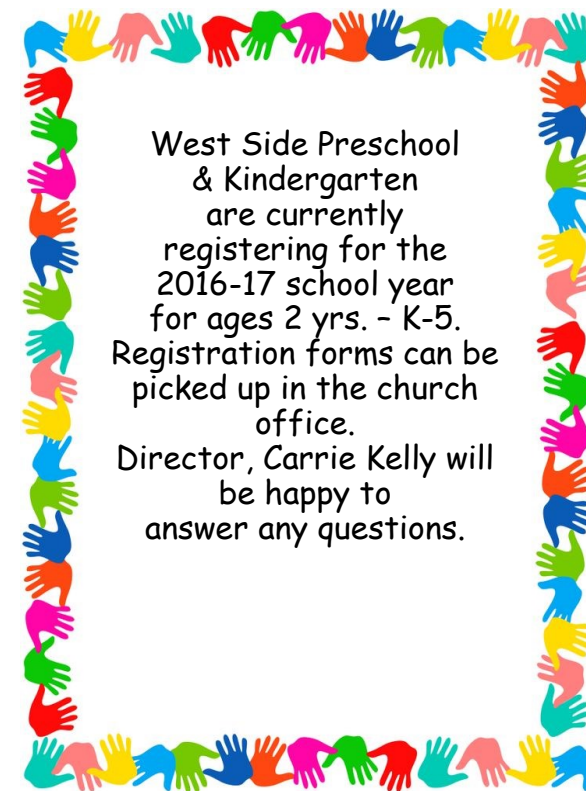 West Side Preschool
& Kindergarten
are currently
registering for the
2016-17 school year
for ages 2 yrs. – K-5.
Registration forms can be
picked up in the church
office.
Director, Carrie Kelly will
be happy to
answer any questions.